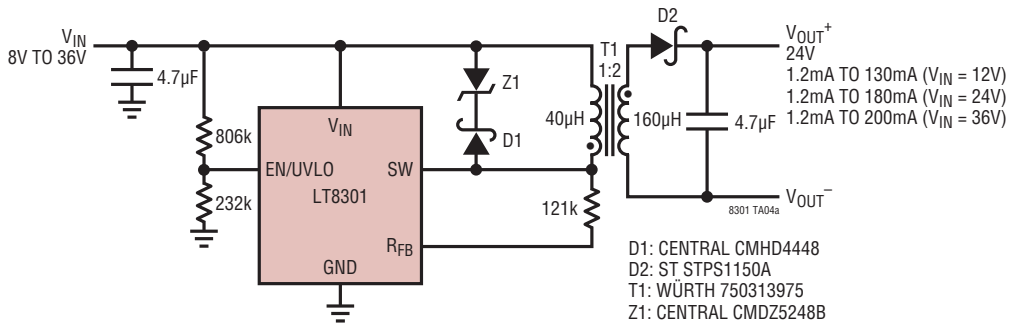 D2
V_IN
8V TO 36V
4.7µF
806k
232k
V_IN
EN/UVLO
SW
LT8301
R_FB
GND
Z1
D1
T1
1:2
40µH
160µH
4.7µF
121k
V_OUT⁺
24V
1.2mA TO 130mA (V_IN = 12V)
1.2mA TO 180mA (V_IN = 24V)
1.2mA TO 200mA (V_IN = 36V)
V_OUT⁻
8301 TA04a
D1: CENTRAL CMHD4448
D2: ST STPS1150A
T1: WÜRTH 750313975
Z1: CENTRAL CMDZ5248B